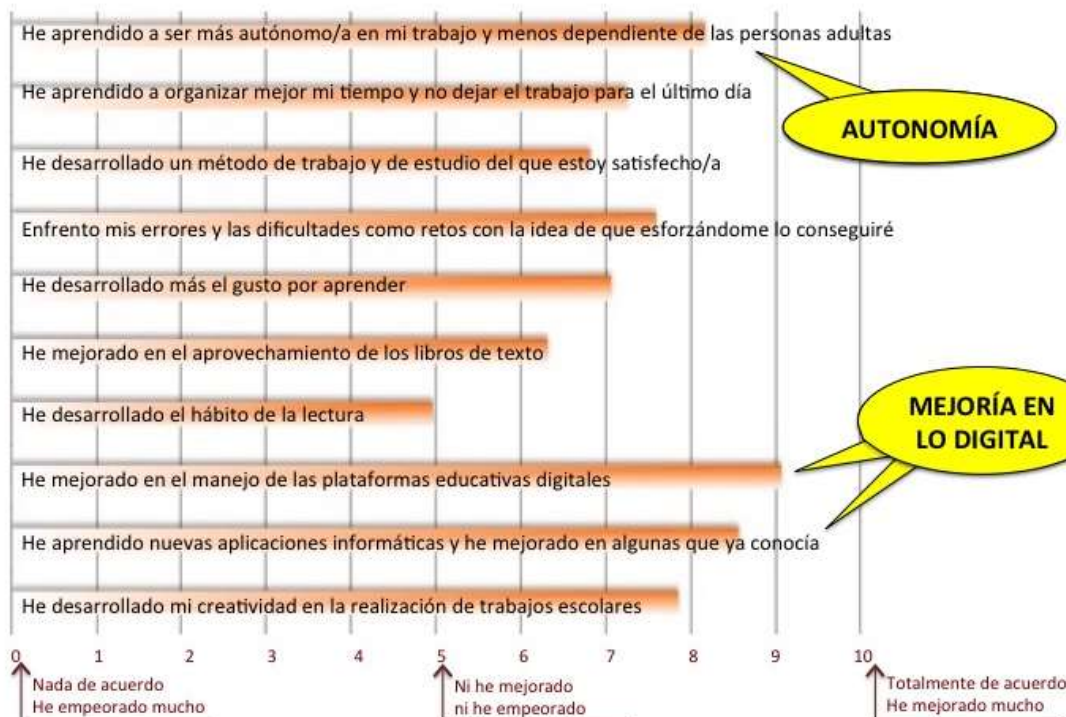 He aprendido a ser más autónomo/a en mi trabajo y menos dependiente de las personas adultas
He aprendido a organizar mejor mi tiempo y no dejar el trabajo para el último día
AUTONOMÍA
He desarrollado un método de trabajo y de estudio del que estoy satisfecho/a
Enfrento mis errores y las dificultades como retos con la idea de que esforzándome lo conseguiré
He desarrollado más el gusto por aprender
He mejorado en el aprovechamiento de los libros de texto
He desarrollado el hábito de la lectura
MEJORÍA EN
LO DIGITAL
He mejorado en el manejo de las plataformas educativas digitales
He aprendido nuevas aplicaciones informáticas y he mejorado en algunas que ya conocía
He desarrollado mi creatividad en la realización de trabajos escolares
0 1 2 3 4 5 6 7 8 9 10
Nada de acuerdo
He empeorado mucho
Ni he mejorado
ni he empeorado
Totalmente de acuerdo
He mejorado mucho